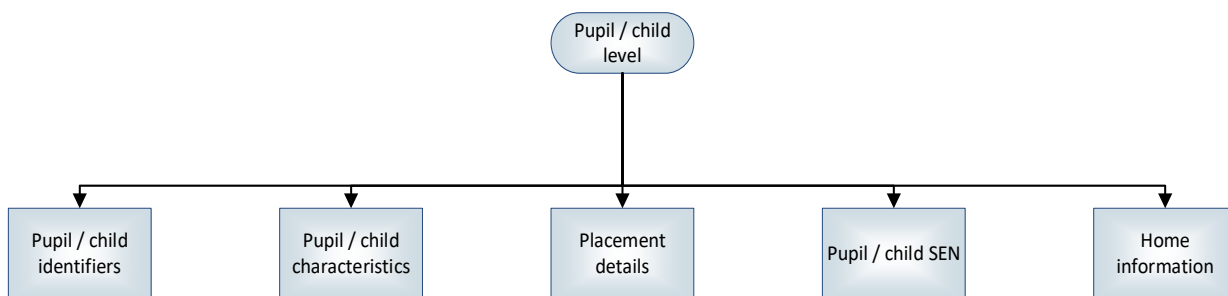 Pupil / child
level
Pupil / child
identifiers
Pupil / child
characteristics
Placement
details
Pupil / child SEN
Home
information